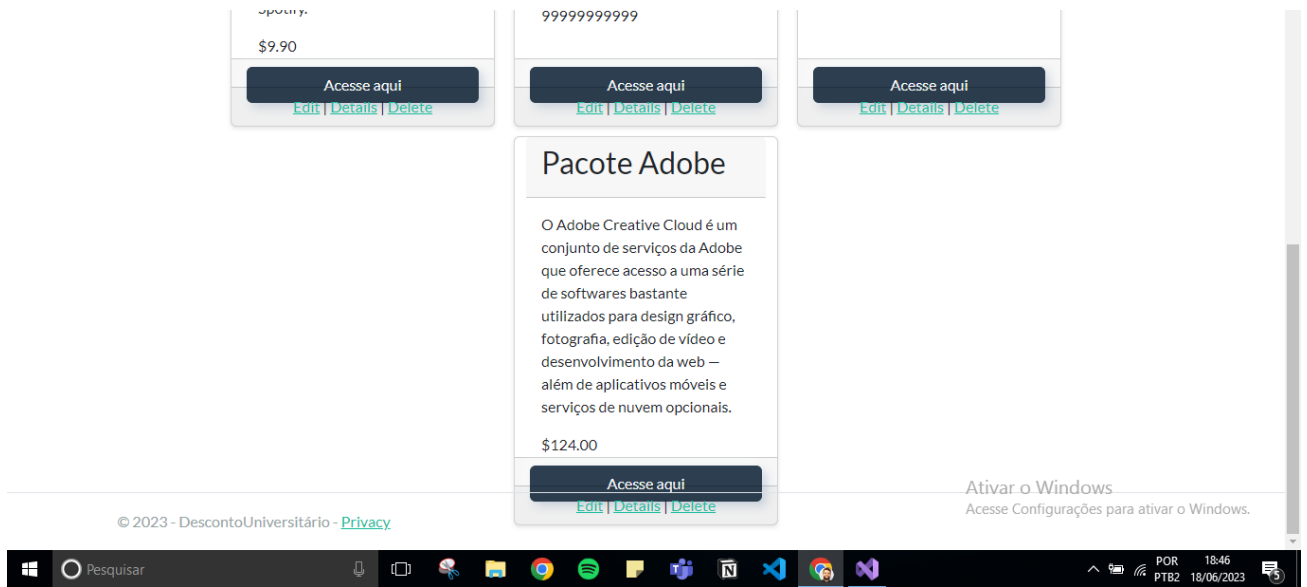 Spotify.
99999999999
$9.90
Acesse aqui
Acesse aqui
Acesse aqui
Edit | Details | Delete
Edit | Details | Delete
Edit | Details | Delete
Pacote Adobe
O Adobe Creative Cloud é um
conjunto de serviços da Adobe
que oferece acesso a uma série
de softwares bastante
utilizados para design gráfico,
fotografia, edição de vídeo e
desenvolvimento da web —
além de aplicativos móveis e
serviços de nuvem opcionais.
$124.00
Acesse aqui
Edit | Details | Delete
Ativar o Windows
Acesse Configurações para ativar o Windows.
© 2023 - DescontoUniversitário - Privacy
Pesquisar
POR
PTB2
18:46
18/06/2023
5